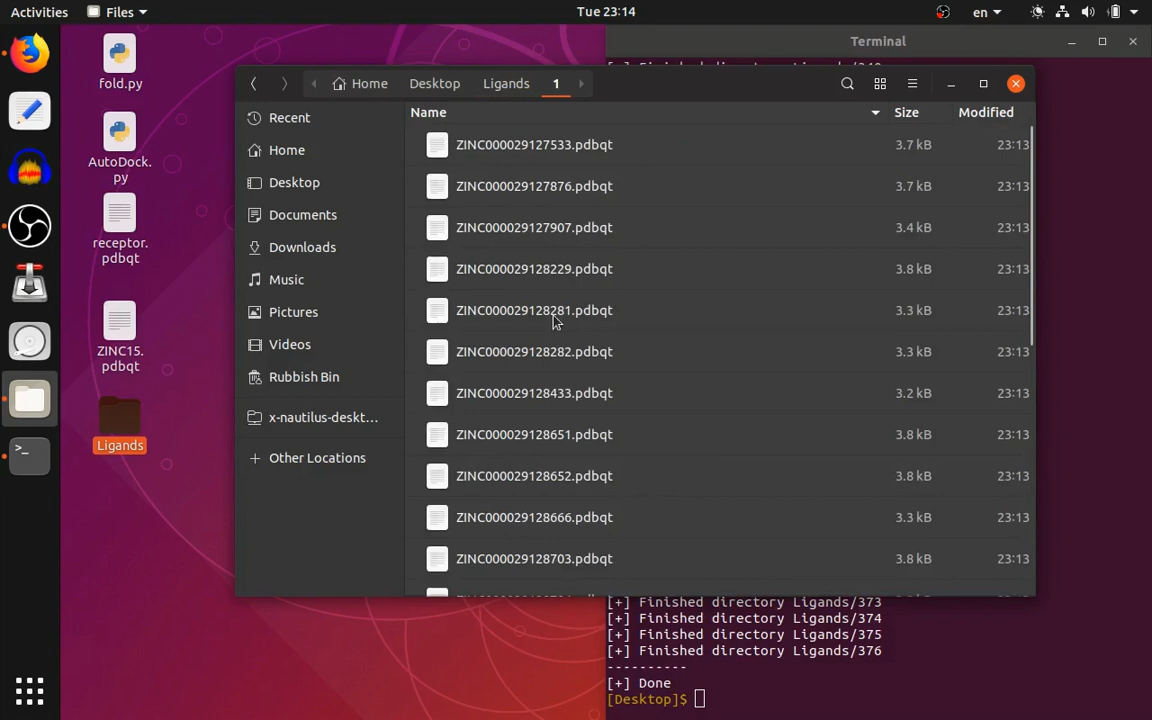 Activities
Files
Tue 23:14
en
fold.py
AutoDock.
py
receptor.
pdbqt
ZINC15.
pdbqt
Ligands
Terminal
Home
Desktop
Ligands
1
Recent
Home
Desktop
Documents
Downloads
Music
Pictures
Videos
Rubbish Bin
x-nautilus-deskt...
+ Other Locations
Name Size Modified
ZINC000029127533.pdbqt 3.7 kB 23:13
ZINC000029127876.pdbqt 3.7 kB 23:13
ZINC000029127907.pdbqt 3.4 kB 23:13
ZINC000029128229.pdbqt 3.8 kB 23:13
ZINC000029128281.pdbqt 3.3 kB 23:13
ZINC000029128282.pdbqt 3.3 kB 23:13
ZINC000029128433.pdbqt 3.2 kB 23:13
ZINC000029128651.pdbqt 3.8 kB 23:13
ZINC000029128652.pdbqt 3.8 kB 23:13
ZINC000029128666.pdbqt 3.3 kB 23:13
ZINC000029128703.pdbqt 3.8 kB 23:13
[+] Finished directory Ligands/373
[+] Finished directory Ligands/374
[+] Finished directory Ligands/375
[+] Finished directory Ligands/376
----------
[+] Done
[Desktop]$